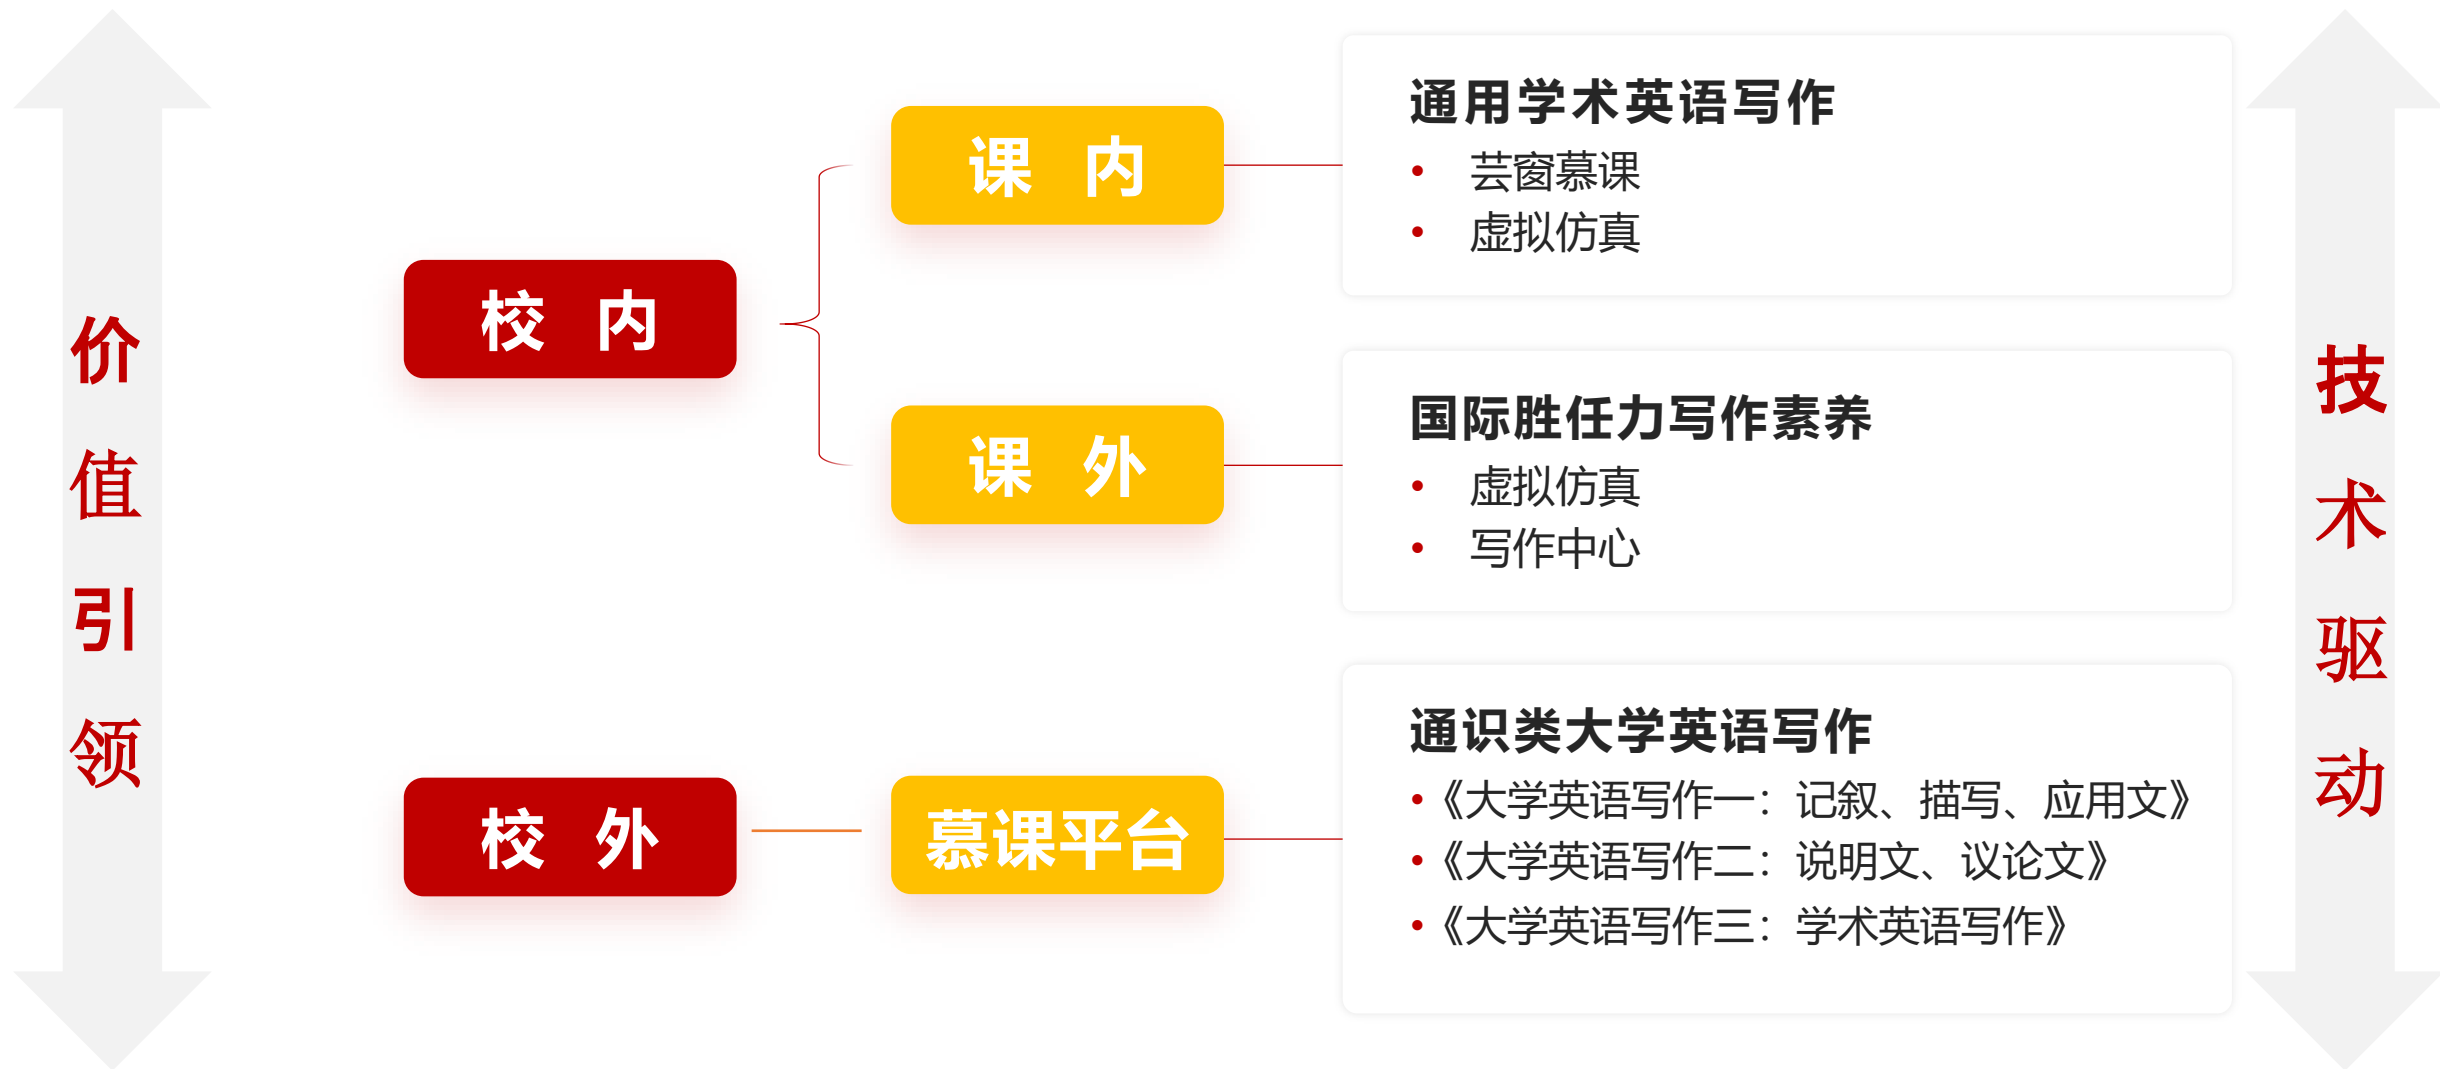 价值引领
校 内
课 内
通用学术英语写作
• 芸窗慕课
• 虚拟仿真
课 外
国际胜任力写作素养
• 虚拟仿真
• 写作中心
校 外
慕课平台
通识类大学英语写作
•《大学英语写作一：记叙、描写、应用文》
•《大学英语写作二：说明文、议论文》
•《大学英语写作三：学术英语写作》
技术驱动